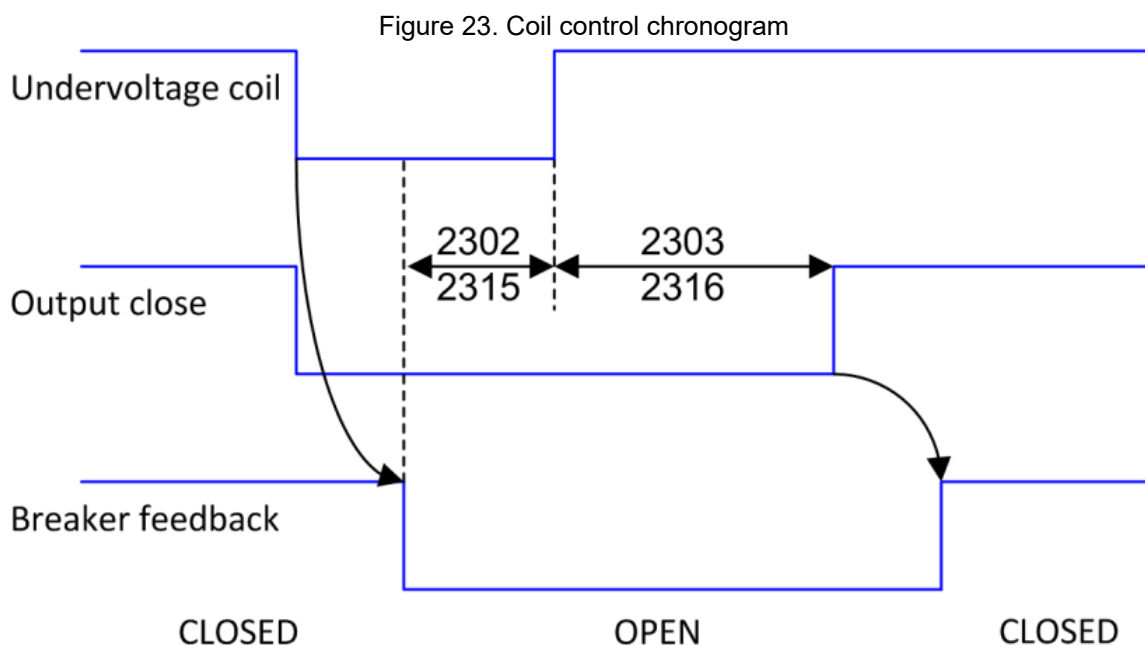 Figure 23. Coil control chronogram
Undervoltage coil
2302 2303
2315 2316
Output close
Breaker feedback
CLOSED OPEN CLOSED